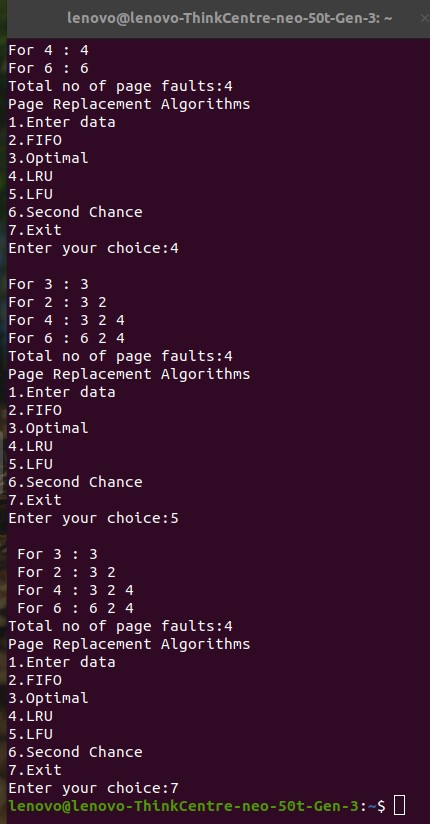 lenovo@lenovo-ThinkCentre-neo-50t-Gen-3: ~
For 4 : 4
For 6 : 6
Total no of page faults:4
Page Replacement Algorithms
1.Enter data
2.FIFO
3.Optimal
4.LRU
5.LFU
6.Second Chance
7.Exit
Enter your choice:4
For 3 : 3
For 2 : 3 2
For 4 : 3 2 4
For 6 : 6 2 4
Total no of page faults:4
Page Replacement Algorithms
1.Enter data
2.FIFO
3.Optimal
4.LRU
5.LFU
6.Second Chance
7.Exit
Enter your choice:5
For 3 : 3
For 2 : 3 2
For 4 : 3 2 4
For 6 : 6 2 4
Total no of page faults:4
Page Replacement Algorithms
1.Enter data
2.FIFO
3.Optimal
4.LRU
5.LFU
6.Second Chance
7.Exit
Enter your choice:7
lenovo@lenovo-ThinkCentre-neo-50t-Gen-3:~$